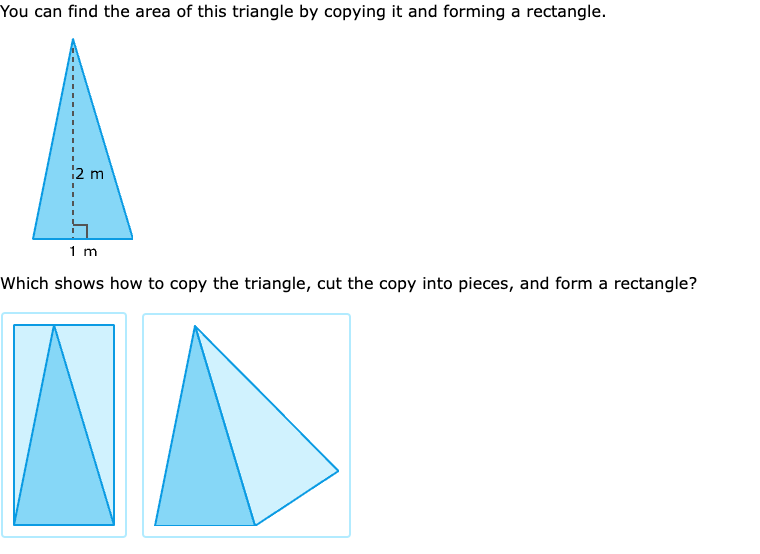 You can find the area of this triangle by copying it and forming a rectangle.
2 m
1 m
Which shows how to copy the triangle, cut the copy into pieces, and form a rectangle?